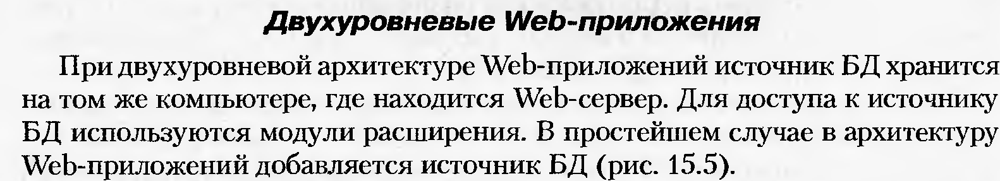 Двухуровневые Web-приложения
При двухуровневой архитектуре Web-приложений источник БД хранится
на том же компьютере, где находится Web-сервер. Для доступа к источнику
БД используются модули расширения. В простейшем случае в архитектуру
Web-приложений добавляется источник БД (рис. 15.5).